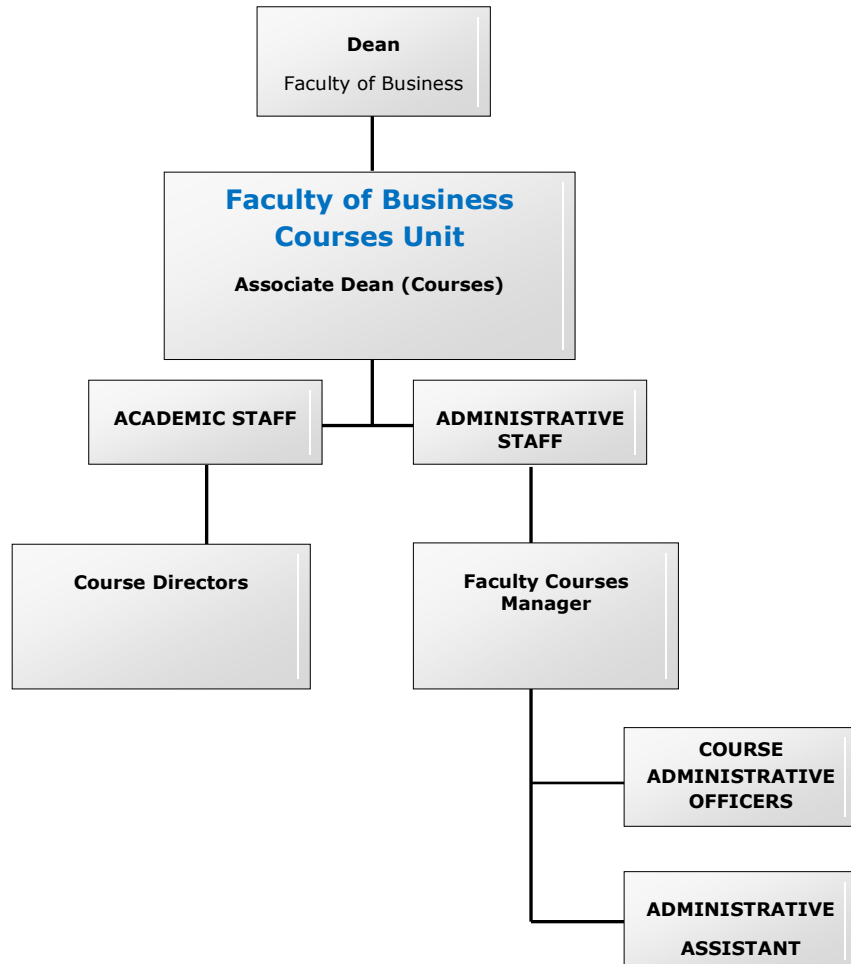 Dean
Faculty of Business
Faculty of Business
Courses Unit
Associate Dean (Courses)
ACADEMIC STAFF
ADMINISTRATIVE
STAFF
Course Directors
Faculty Courses
Manager
COURSE
ADMINISTRATIVE
OFFICERS
ADMINISTRATIVE
ASSISTANT